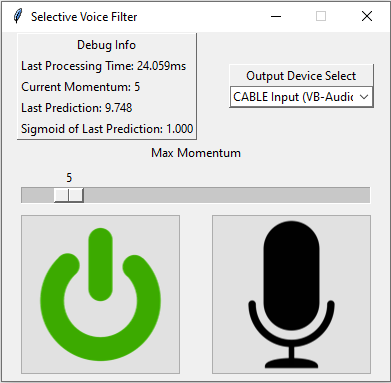 Selective Voice Filter
Debug Info
Last Processing Time: 24.059ms
Current Momentum: 5
Last Prediction: 9.748
Sigmoid of Last Prediction: 1.000
Output Device Select
CABLE Input (VB-Audio
Max Momentum
5